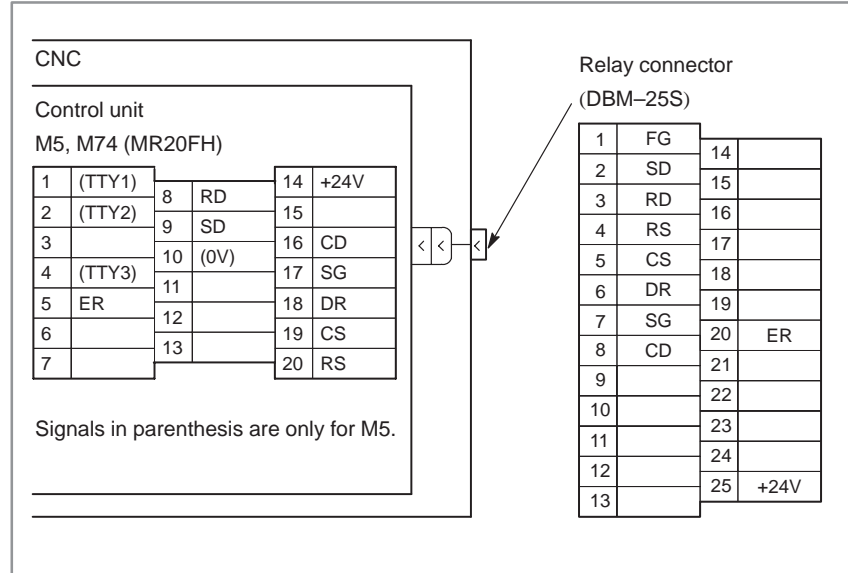 CNC
Control unit
M5, M74 (MR20FH)
1 (TTY1)
2 (TTY2)
3
4 (TTY3)
5 ER
6
7
8 RD
9 SD
10 (0V)
11
12
13
14 +24V
15
16 CD
17 SG
18 DR
19 CS
20 RS
Signals in parenthesis are only for M5.
Relay connector
(DBM–25S)
1 FG
2 SD
3 RD
4 RS
5 CS
6 DR
7 SG
8 CD
9
10
11
12
13
14
15
16
17
18
19
20 ER
21
22
23
24
25 +24V